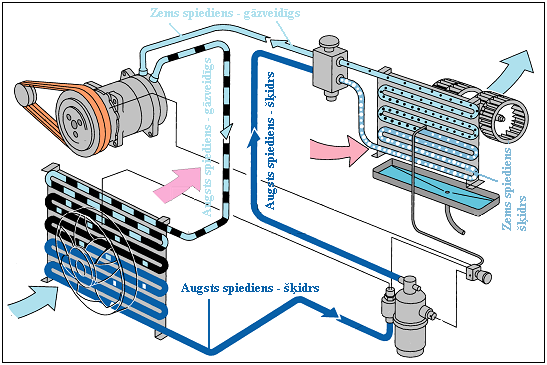 Zems spiediens - gāzveidīgs
Augsts spiediens - gāzveidīgs
Augsts spiediens - šķidrs
Zems spiediens
šķidrs
Augsts spiediens - šķidrs